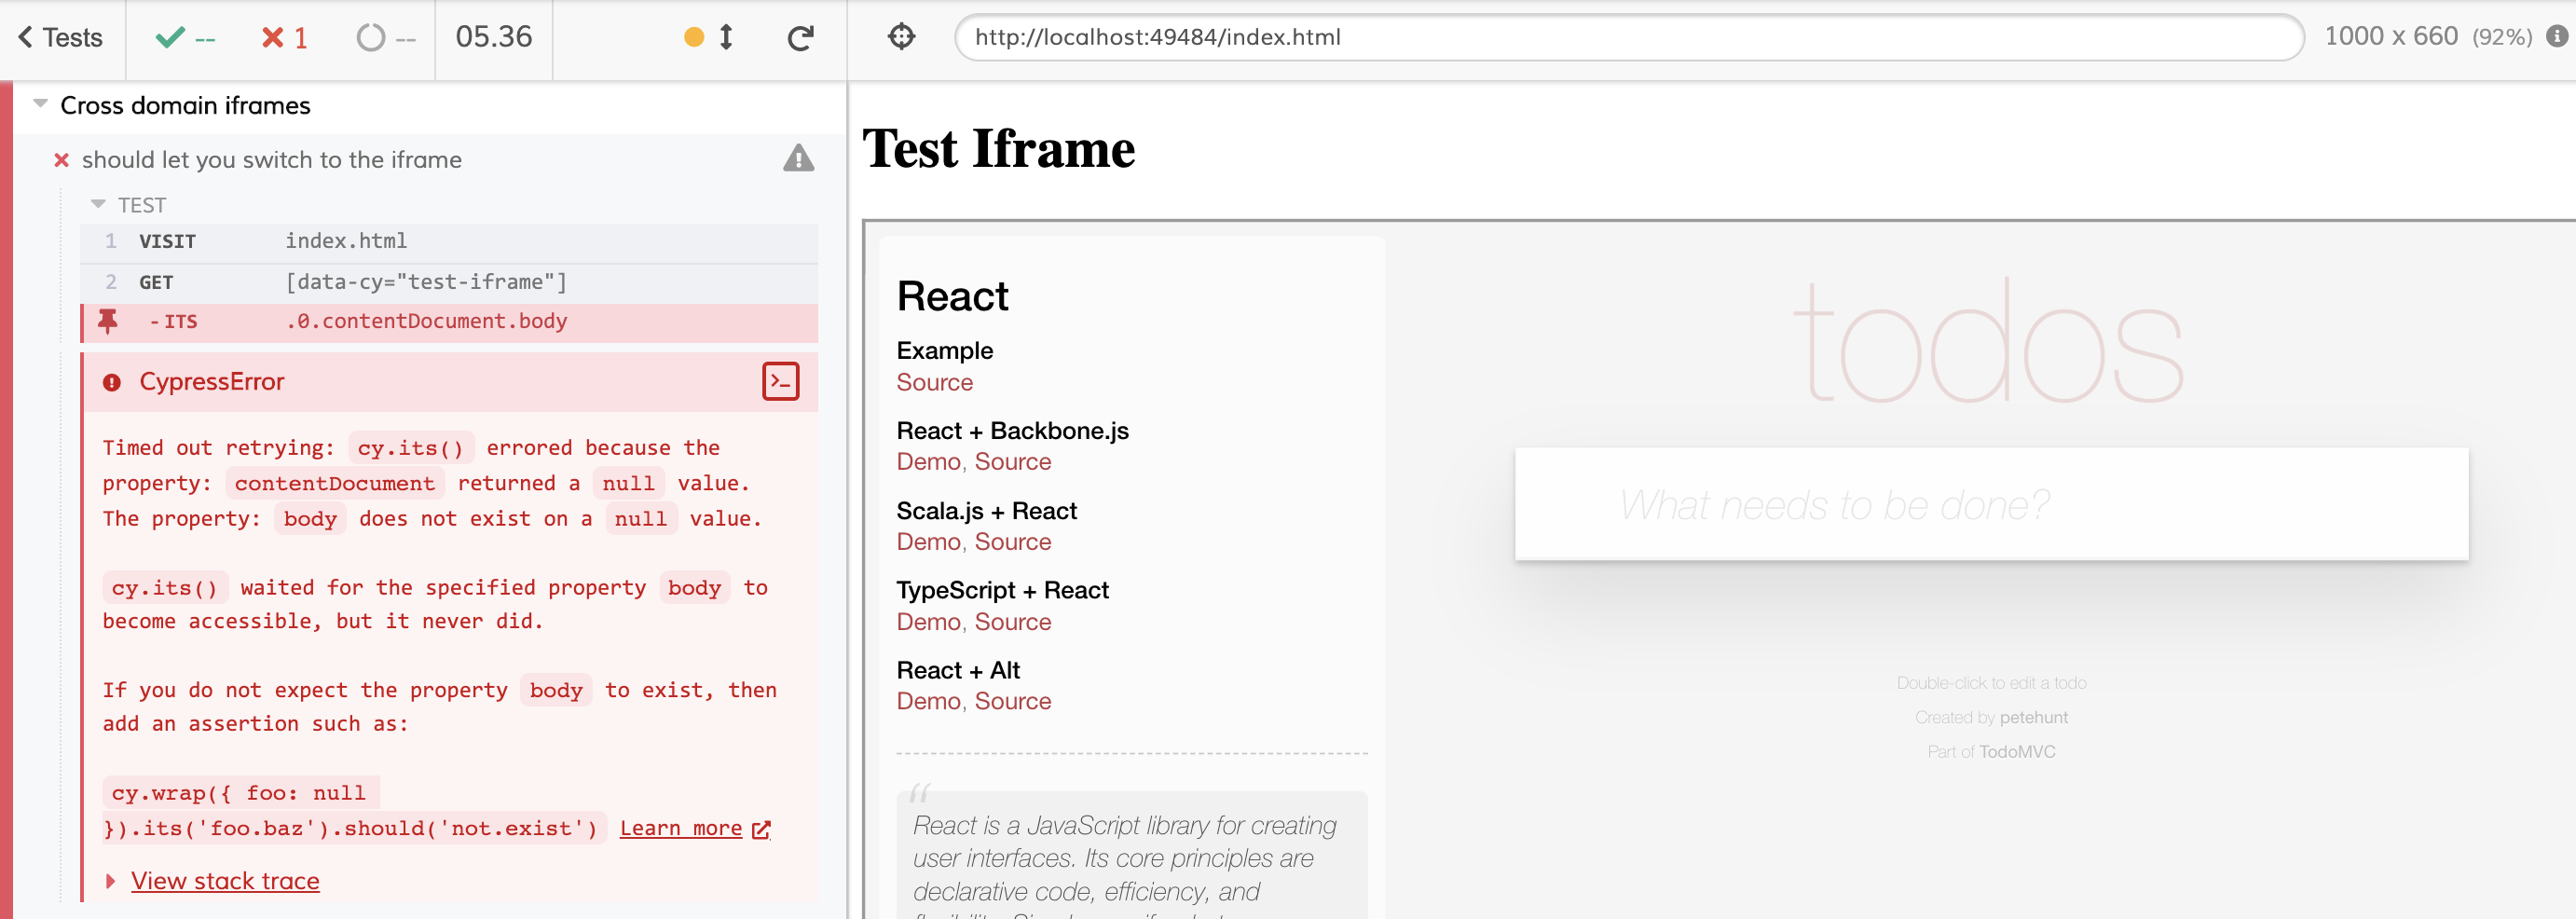 Tests
--
1
--
05.36
http://localhost:49484/index.html
1000 x 660 (92%)
Cross domain iframes
should let you switch to the iframe
TEST
1 VISIT index.html
2 GET [data-cy="test-iframe"]
- ITS .0.contentDocument.body
CypressError
Timed out retrying: cy.its() errored because the
property: contentDocument returned a null value.
The property: body does not exist on a null value.
cy.its() waited for the specified property body to
become accessible, but it never did.
If you do not expect the property body to exist, then
add an assertion such as:
cy.wrap({ foo: null
}).its('foo.baz').should('not.exist') Learn more
View stack trace
Test Iframe
React
Example
Source
React + Backbone.js
Demo, Source
Scala.js + React
Demo, Source
TypeScript + React
Demo, Source
React + Alt
Demo, Source
“
React is a JavaScript library for creating
user interfaces. Its core principles are
declarative code, efficiency, and
todos
What needs to be done?
Double-click to edit a todo
Created by petehunt
Part of TodoMVC